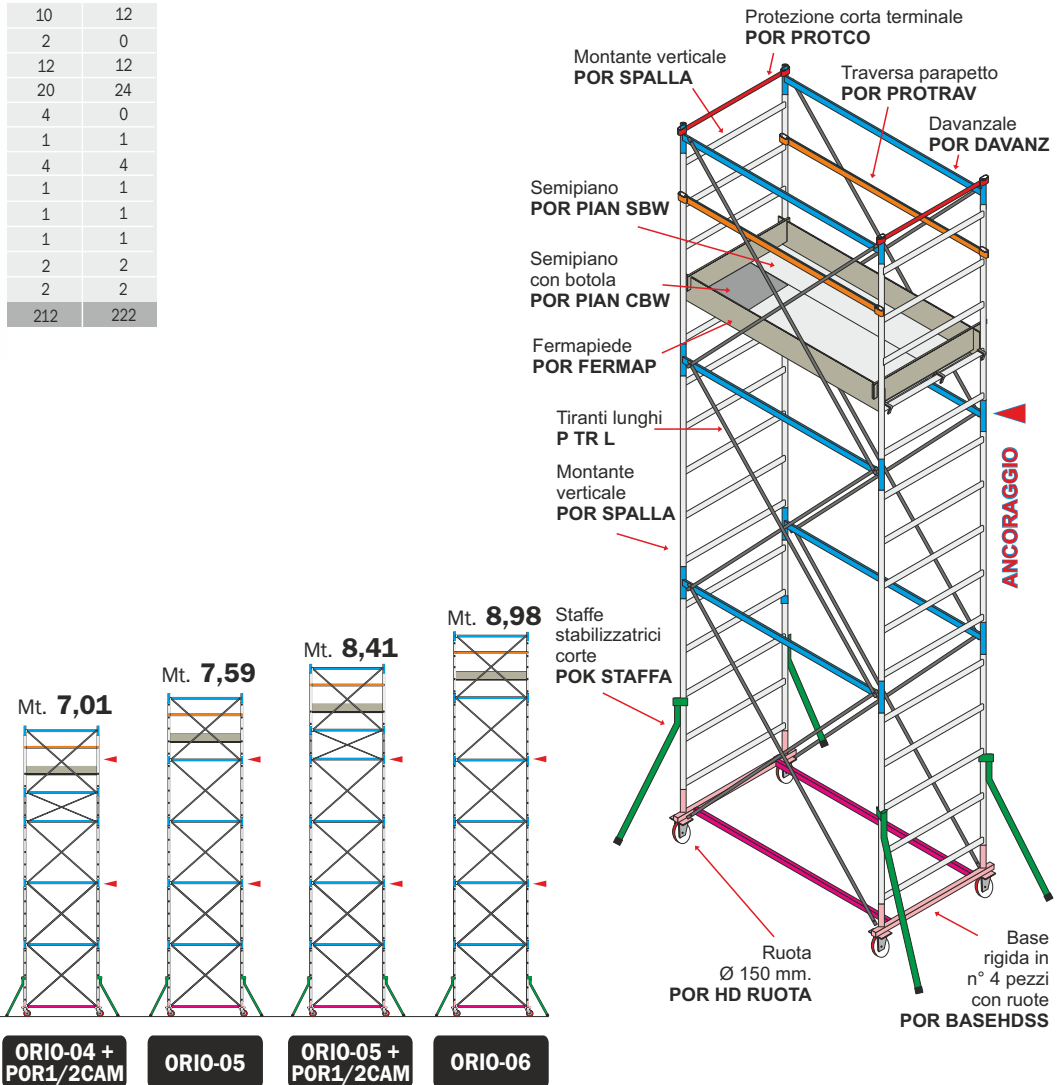 10 12
2 0
12 12
20 24
4 0
1 1
4 4
1 1
1 1
1 1
2 2
2 2
212 222
Protezione corta terminale
POR PROTCO
Montante verticale
POR SPALLA
Traversa parapetto
POR PROTRAV
Davanzale
POR DAVANZ
Semipiano
POR PIAN SBW
Semipiano
con botola
POR PIAN CBW
Fermapiede
POR FERMAP
Tiranti lunghi
P TR L
Montante
verticale
POR SPALLA
ANCORAGGIO
Staffe
stabilizzatrici
corte
POK STAFFA
Ruota
Ø 150 mm.
POR HD RUOTA
Base
rigida in
n° 4 pezzi
con ruote
POR BASEHDSS
Mt. 7,01
Mt. 7,59
Mt. 8,41
Mt. 8,98
ORIO-04 +
POR1/2CAM
ORIO-05
ORIO-05 +
POR1/2CAM
ORIO-06